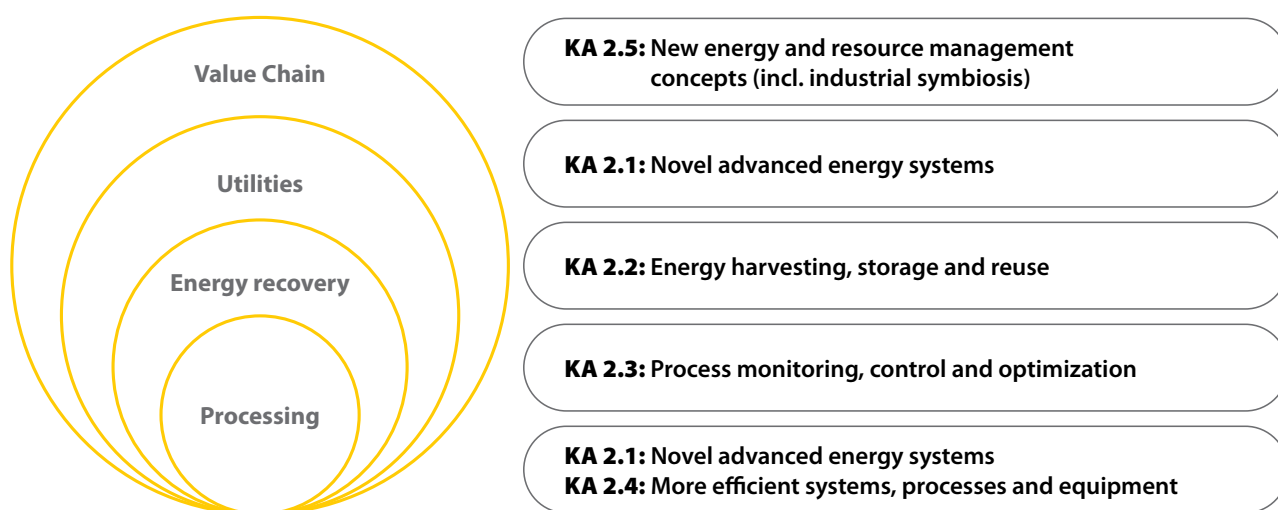 Value Chain
Utilities
Energy recovery
Processing
KA 2.5: New energy and resource management
concepts (incl. industrial symbiosis)
KA 2.1: Novel advanced energy systems
KA 2.2: Energy harvesting, storage and reuse
KA 2.3: Process monitoring, control and optimization
KA 2.1: Novel advanced energy systems
KA 2.4: More efficient systems, processes and equipment